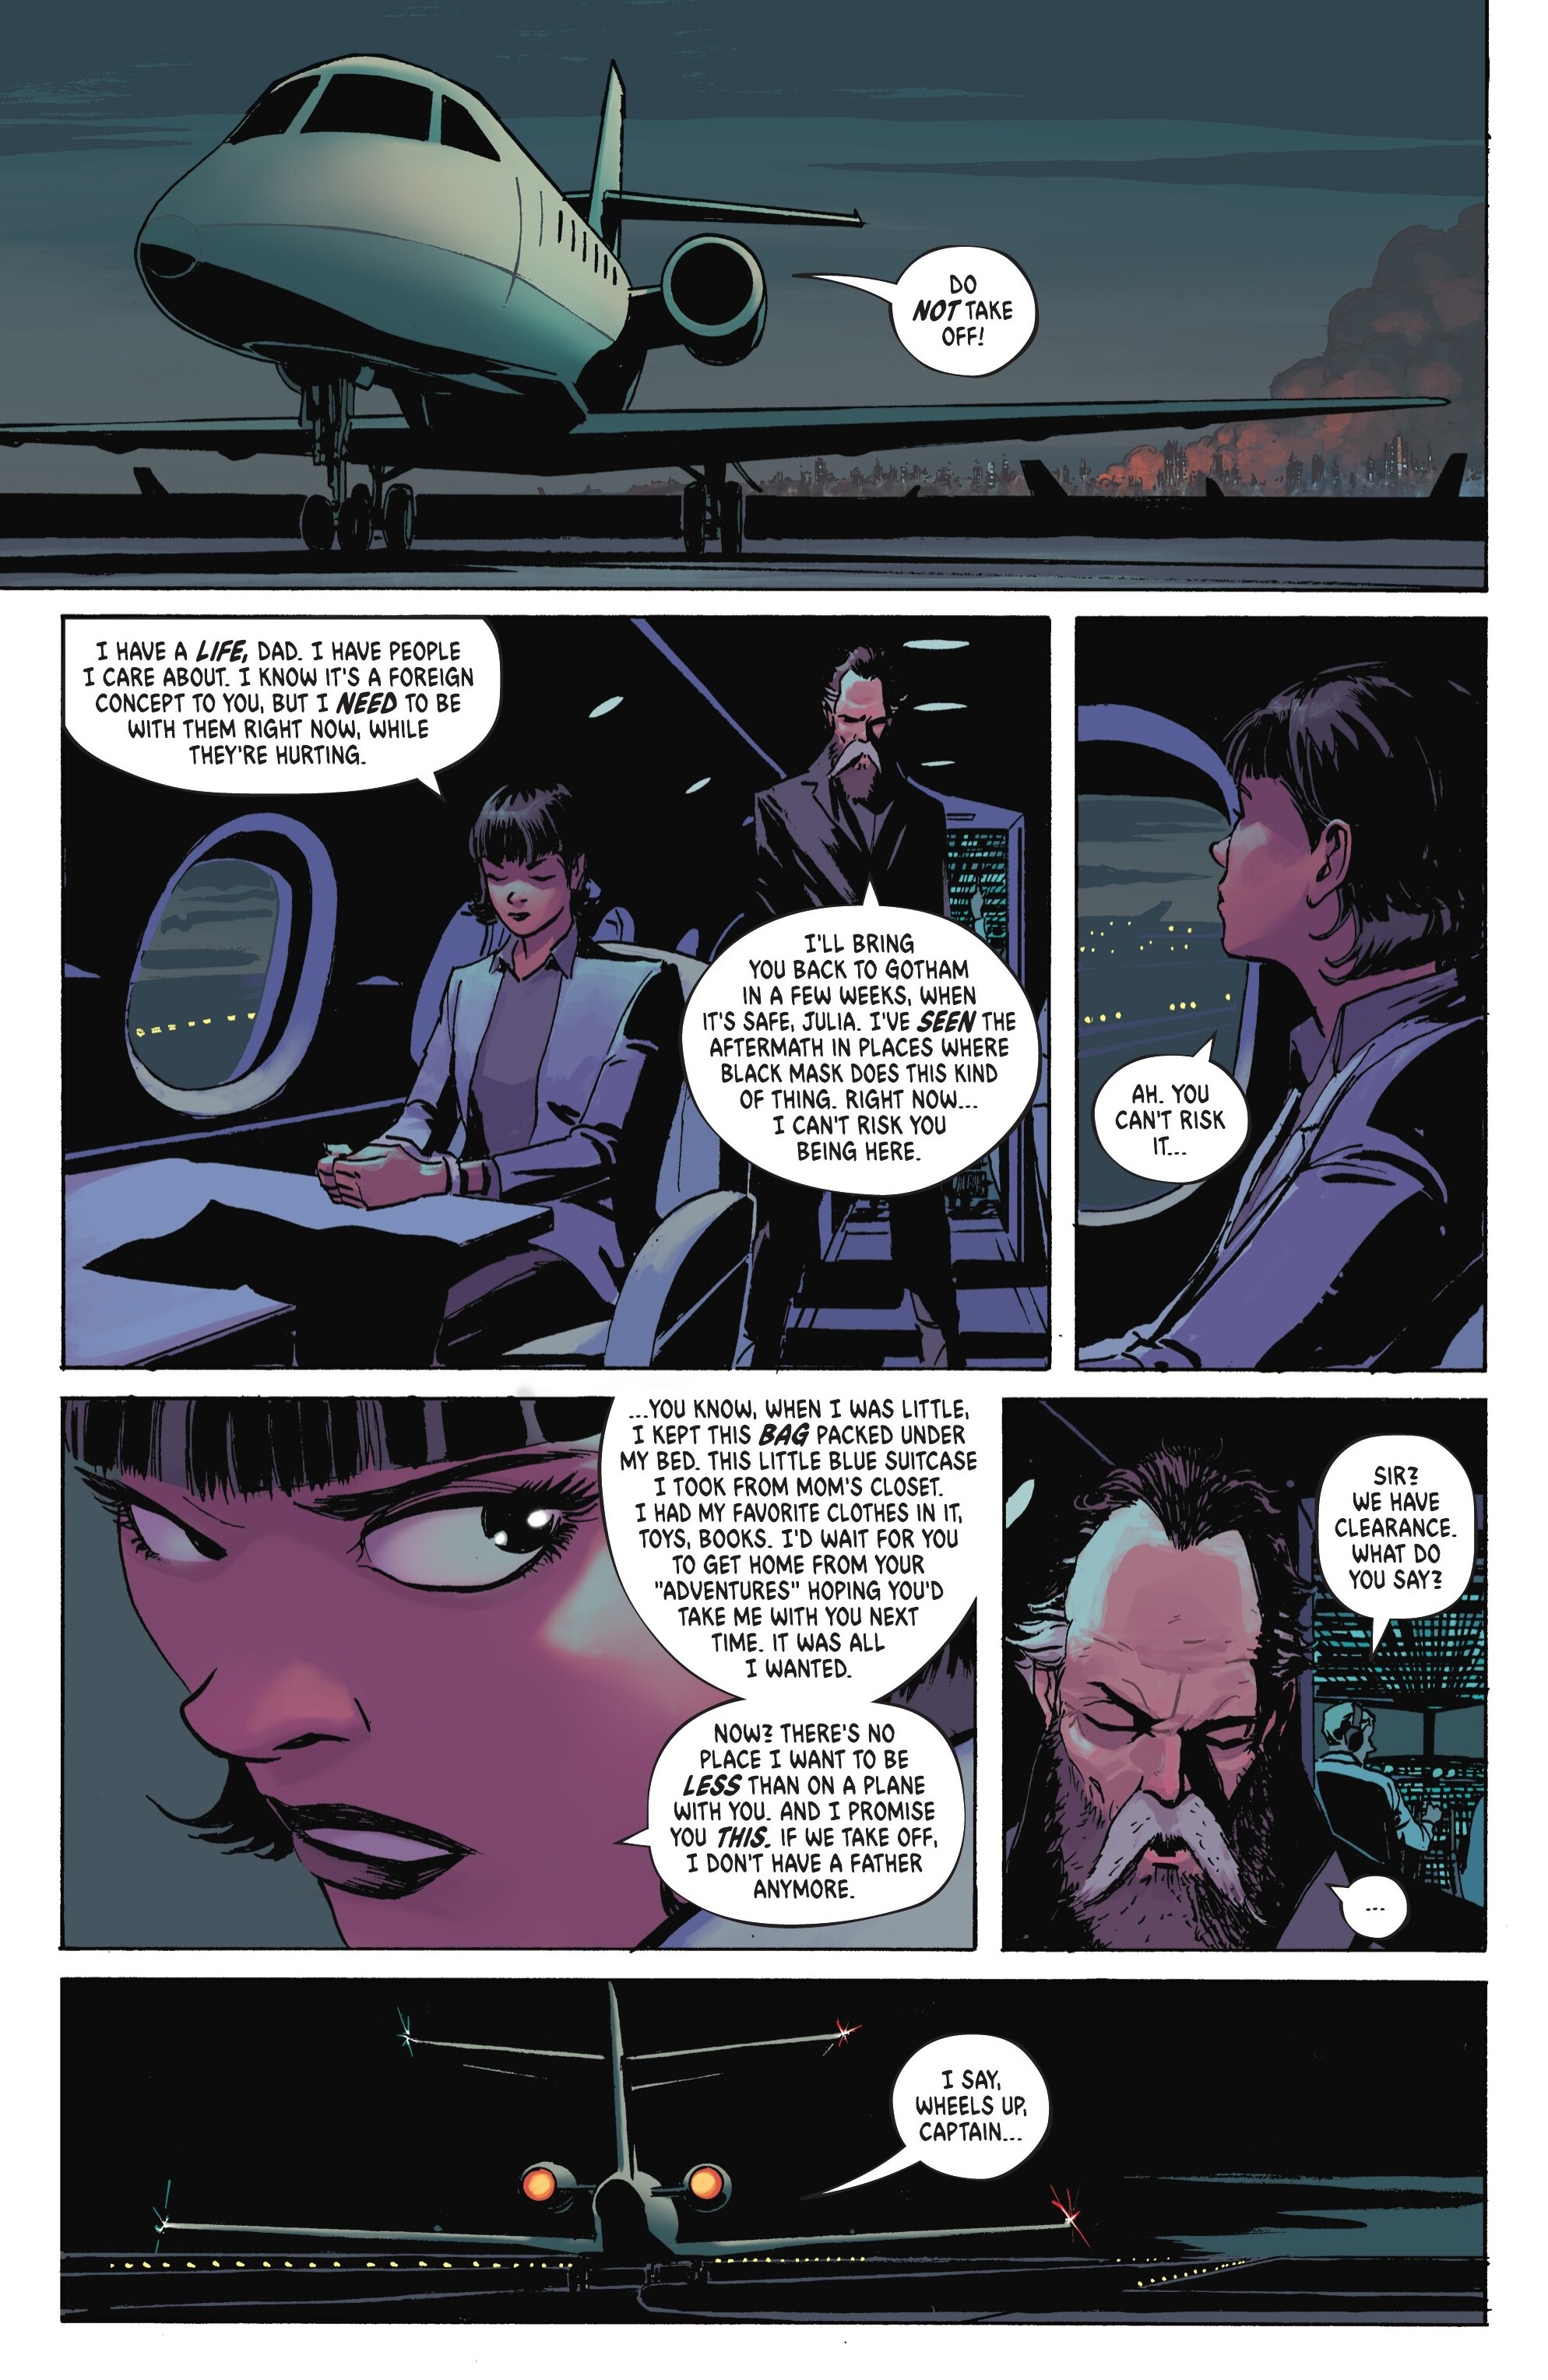 DO
NOT TAKE
OFF!
I HAVE A LIFE, DAD. I HAVE PEOPLE
I CARE ABOUT. I KNOW IT'S A FOREIGN
CONCEPT TO YOU, BUT I NEED TO BE
WITH THEM RIGHT NOW, WHILE
THEY'RE HURTING.
I'LL BRING
YOU BACK TO GOTHAM
IN A FEW WEEKS, WHEN
IT'S SAFE, JULIA. I'VE SEEN THE
AFTERMATH IN PLACES WHERE
BLACK MASK DOES THIS KIND
OF THING. RIGHT NOW...
I CAN'T RISK YOU
BEING HERE.
AH. YOU
CAN'T RISK
IT...
...YOU KNOW, WHEN I WAS LITTLE,
I KEPT THIS BAG PACKED UNDER
MY BED. THIS LITTLE BLUE SUITCASE
I TOOK FROM MOM'S CLOSET.
I HAD MY FAVORITE CLOTHES IN IT,
TOYS, BOOKS. I'D WAIT FOR YOU
TO GET HOME FROM YOUR
"ADVENTURES" HOPING YOU'D
TAKE ME WITH YOU NEXT
TIME. IT WAS ALL
I WANTED.
NOW? THERE'S NO
PLACE I WANT TO BE
LESS THAN ON A PLANE
WITH YOU. AND I PROMISE
YOU THIS. IF WE TAKE OFF,
I DON'T HAVE A FATHER
ANYMORE.
SIR?
WE HAVE
CLEARANCE.
WHAT DO
YOU SAY?
...
I SAY,
WHEELS UP,
CAPTAIN...